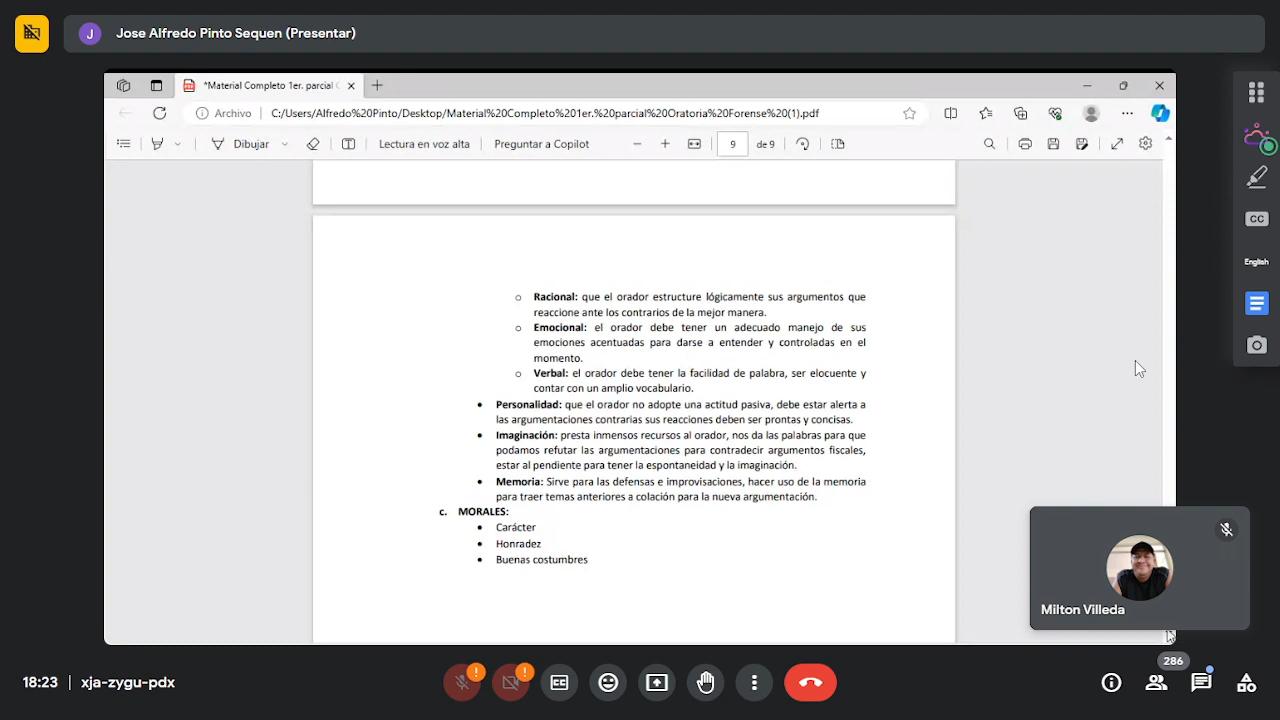 J Jose Alfredo Pinto Sequen (Presentar)
*Material Completo 1er. parcial
Archivo C:/Users/Alfredo%20Pinto/Desktop/Material%20Completo%201er.%20parcial%20Oratoria%20Forense%20(1).pdf
Dibujar Lectura en voz alta Preguntar a Copilot 9 de 9
Racional: que el orador estructure lógicamente sus argumentos que
reaccione ante los contrarios de la mejor manera.
Emocional: el orador debe tener un adecuado manejo de sus
emociones acentuadas para darse a entender y controladas en el
momento.
Verbal: el orador debe tener la facilidad de palabra, ser elocuente y
contar con un amplio vocabulario.
• Personalidad: que el orador no adopte una actitud pasiva, debe estar alerta a
las argumentaciones contrarias sus reacciones deben ser prontas y concisas.
• Imaginación: presta inmensos recursos al orador, nos da las palabras para que
podamos refutar las argumentaciones para contradecir argumentos fiscales,
estar al pendiente para tener la espontaneidad y la imaginación.
• Memoria: Sirve para las defensas e improvisaciones, hacer uso de la memoria
para traer temas anteriores a colación para la nueva argumentación.
c. MORALES:
• Carácter
• Honradez
• Buenas costumbres
CC
English
Milton Villeda
18:23 | xja-zygu-pdx
286